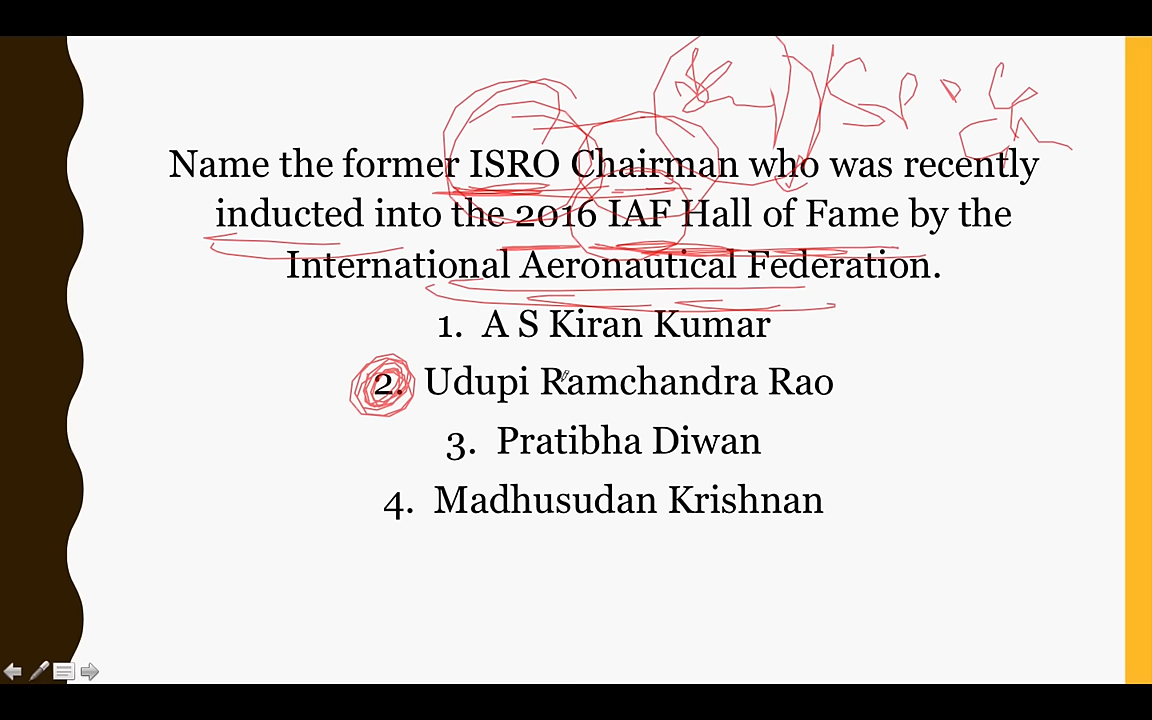 Name the former ISRO Chairman who was recently
inducted into the 2016 IAF Hall of Fame by the
International Aeronautical Federation.
1. A S Kiran Kumar
2. Udupi Ramchandra Rao
3. Pratibha Diwan
4. Madhusudan Krishnan